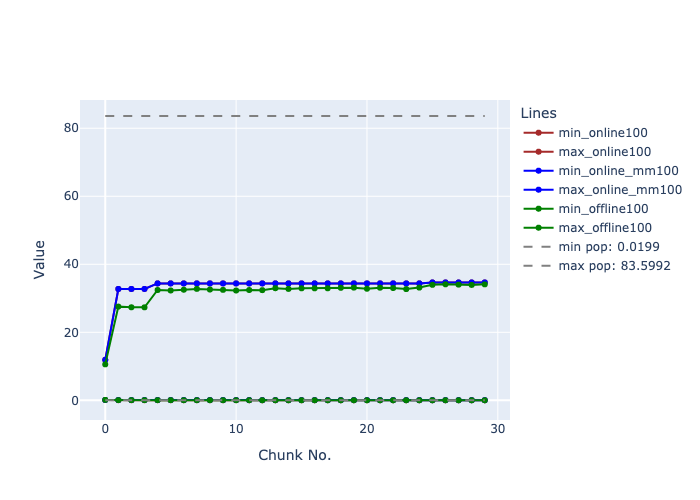 Lines
min_online100
max_online100
min_online_mm100
max_online_mm100
min_offline100
max_offline100
min pop: 0.0199
max pop: 83.5992
80
60
40
20
0
Value
0 10 20 30
Chunk No.